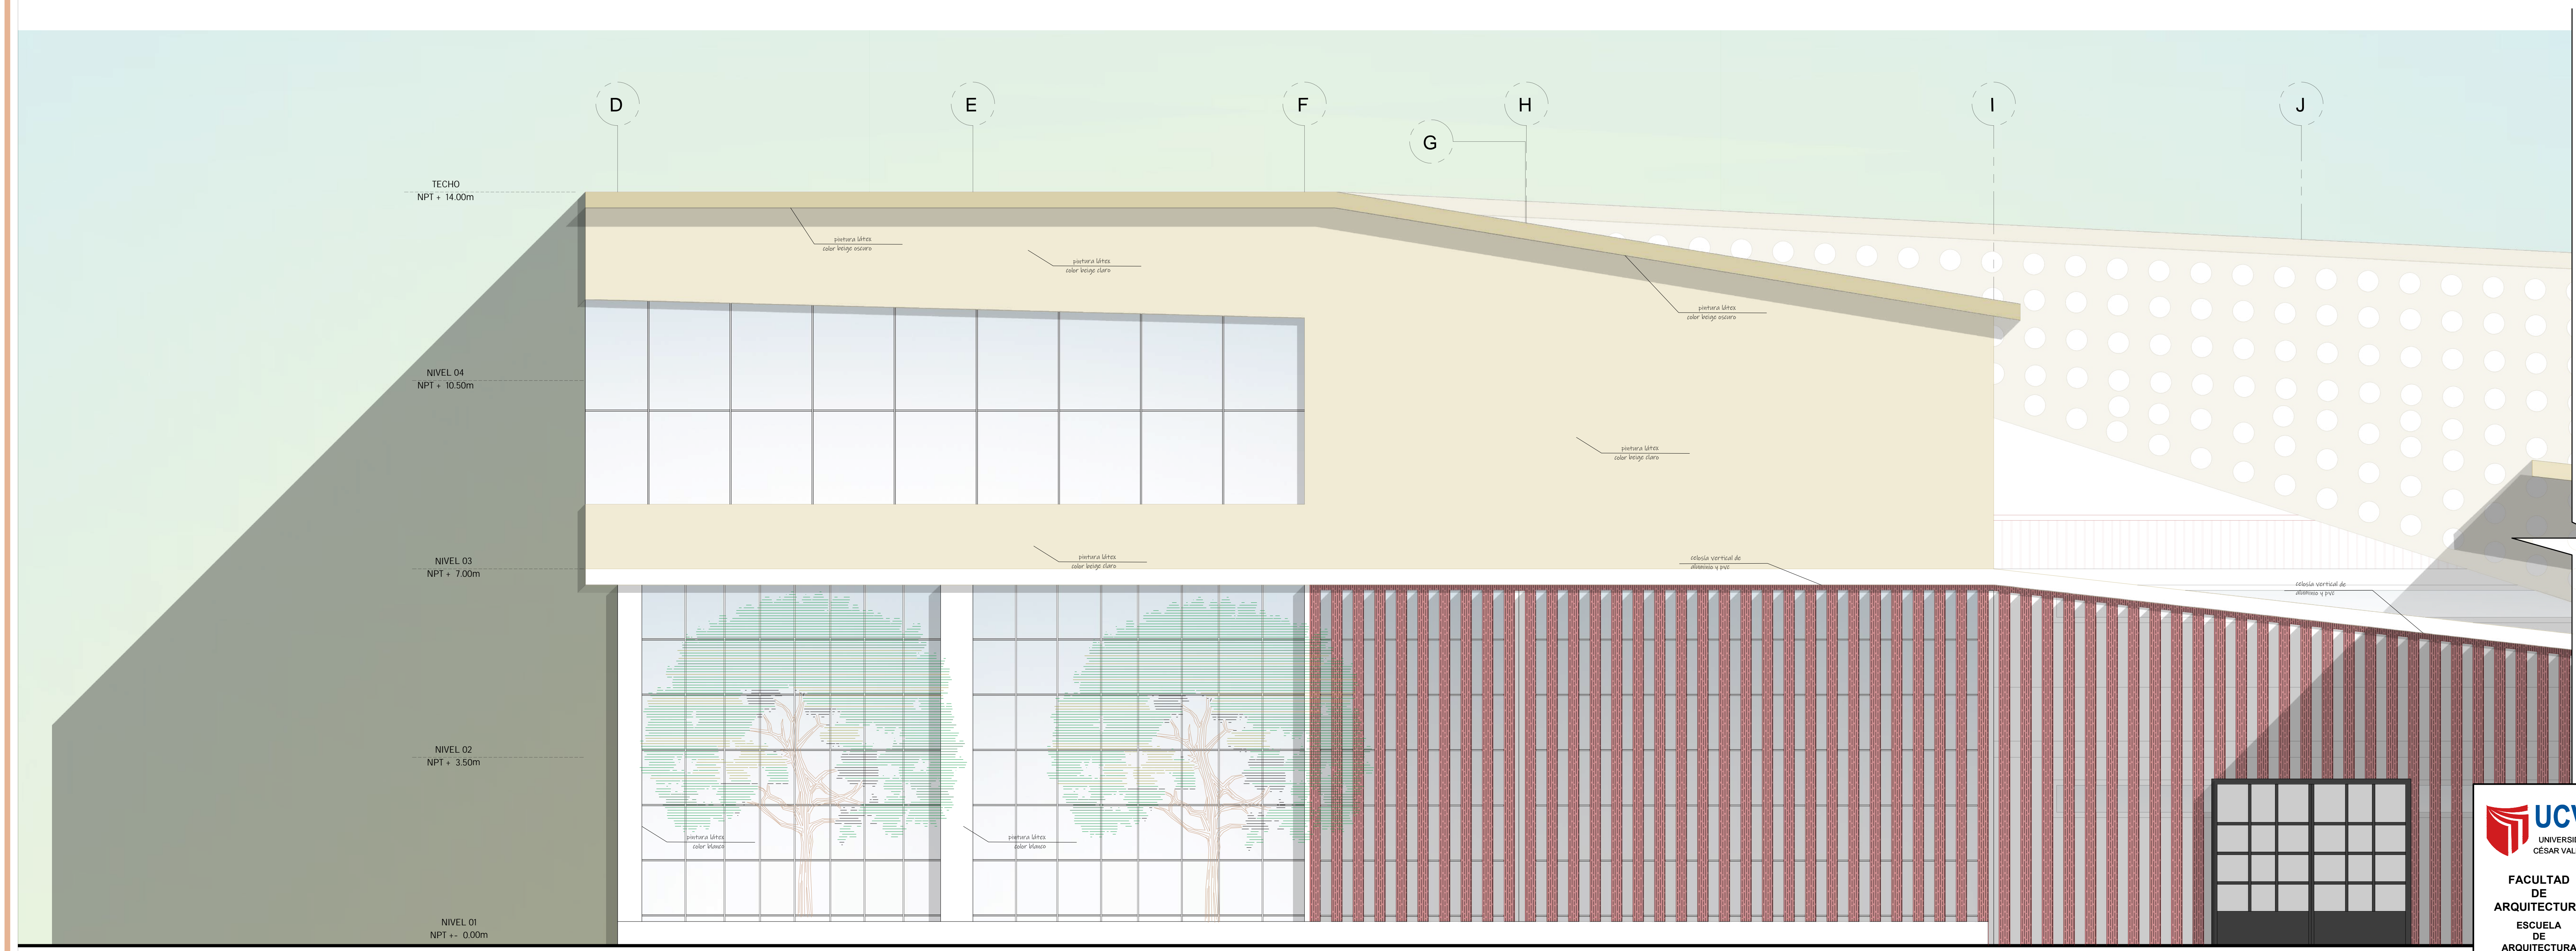 D
E
F
H
I
J
G
TECHO
NPT + 14.00m
pintura látex
color beige oscuro
pintura látex
color beige claro
pintura látex
color beige oscuro
NIVEL 04
NPT + 10.50m
pintura látex
color beige claro
NIVEL 03
NPT + 7.00m
pintura látex
color beige claro
celosía vertical de
aluminio y pvc
celosía vertical de
aluminio y pvc
NIVEL 02
NPT + 3.50m
pintura látex
color blanco
pintura látex
color blanco
NIVEL 01
NPT +- 0.00m
UCV
UNIVERSI
CÉSAR VAL
FACULTAD
DE
ARQUITECTUR
ESCUELA
DE
ARQUITECTURA